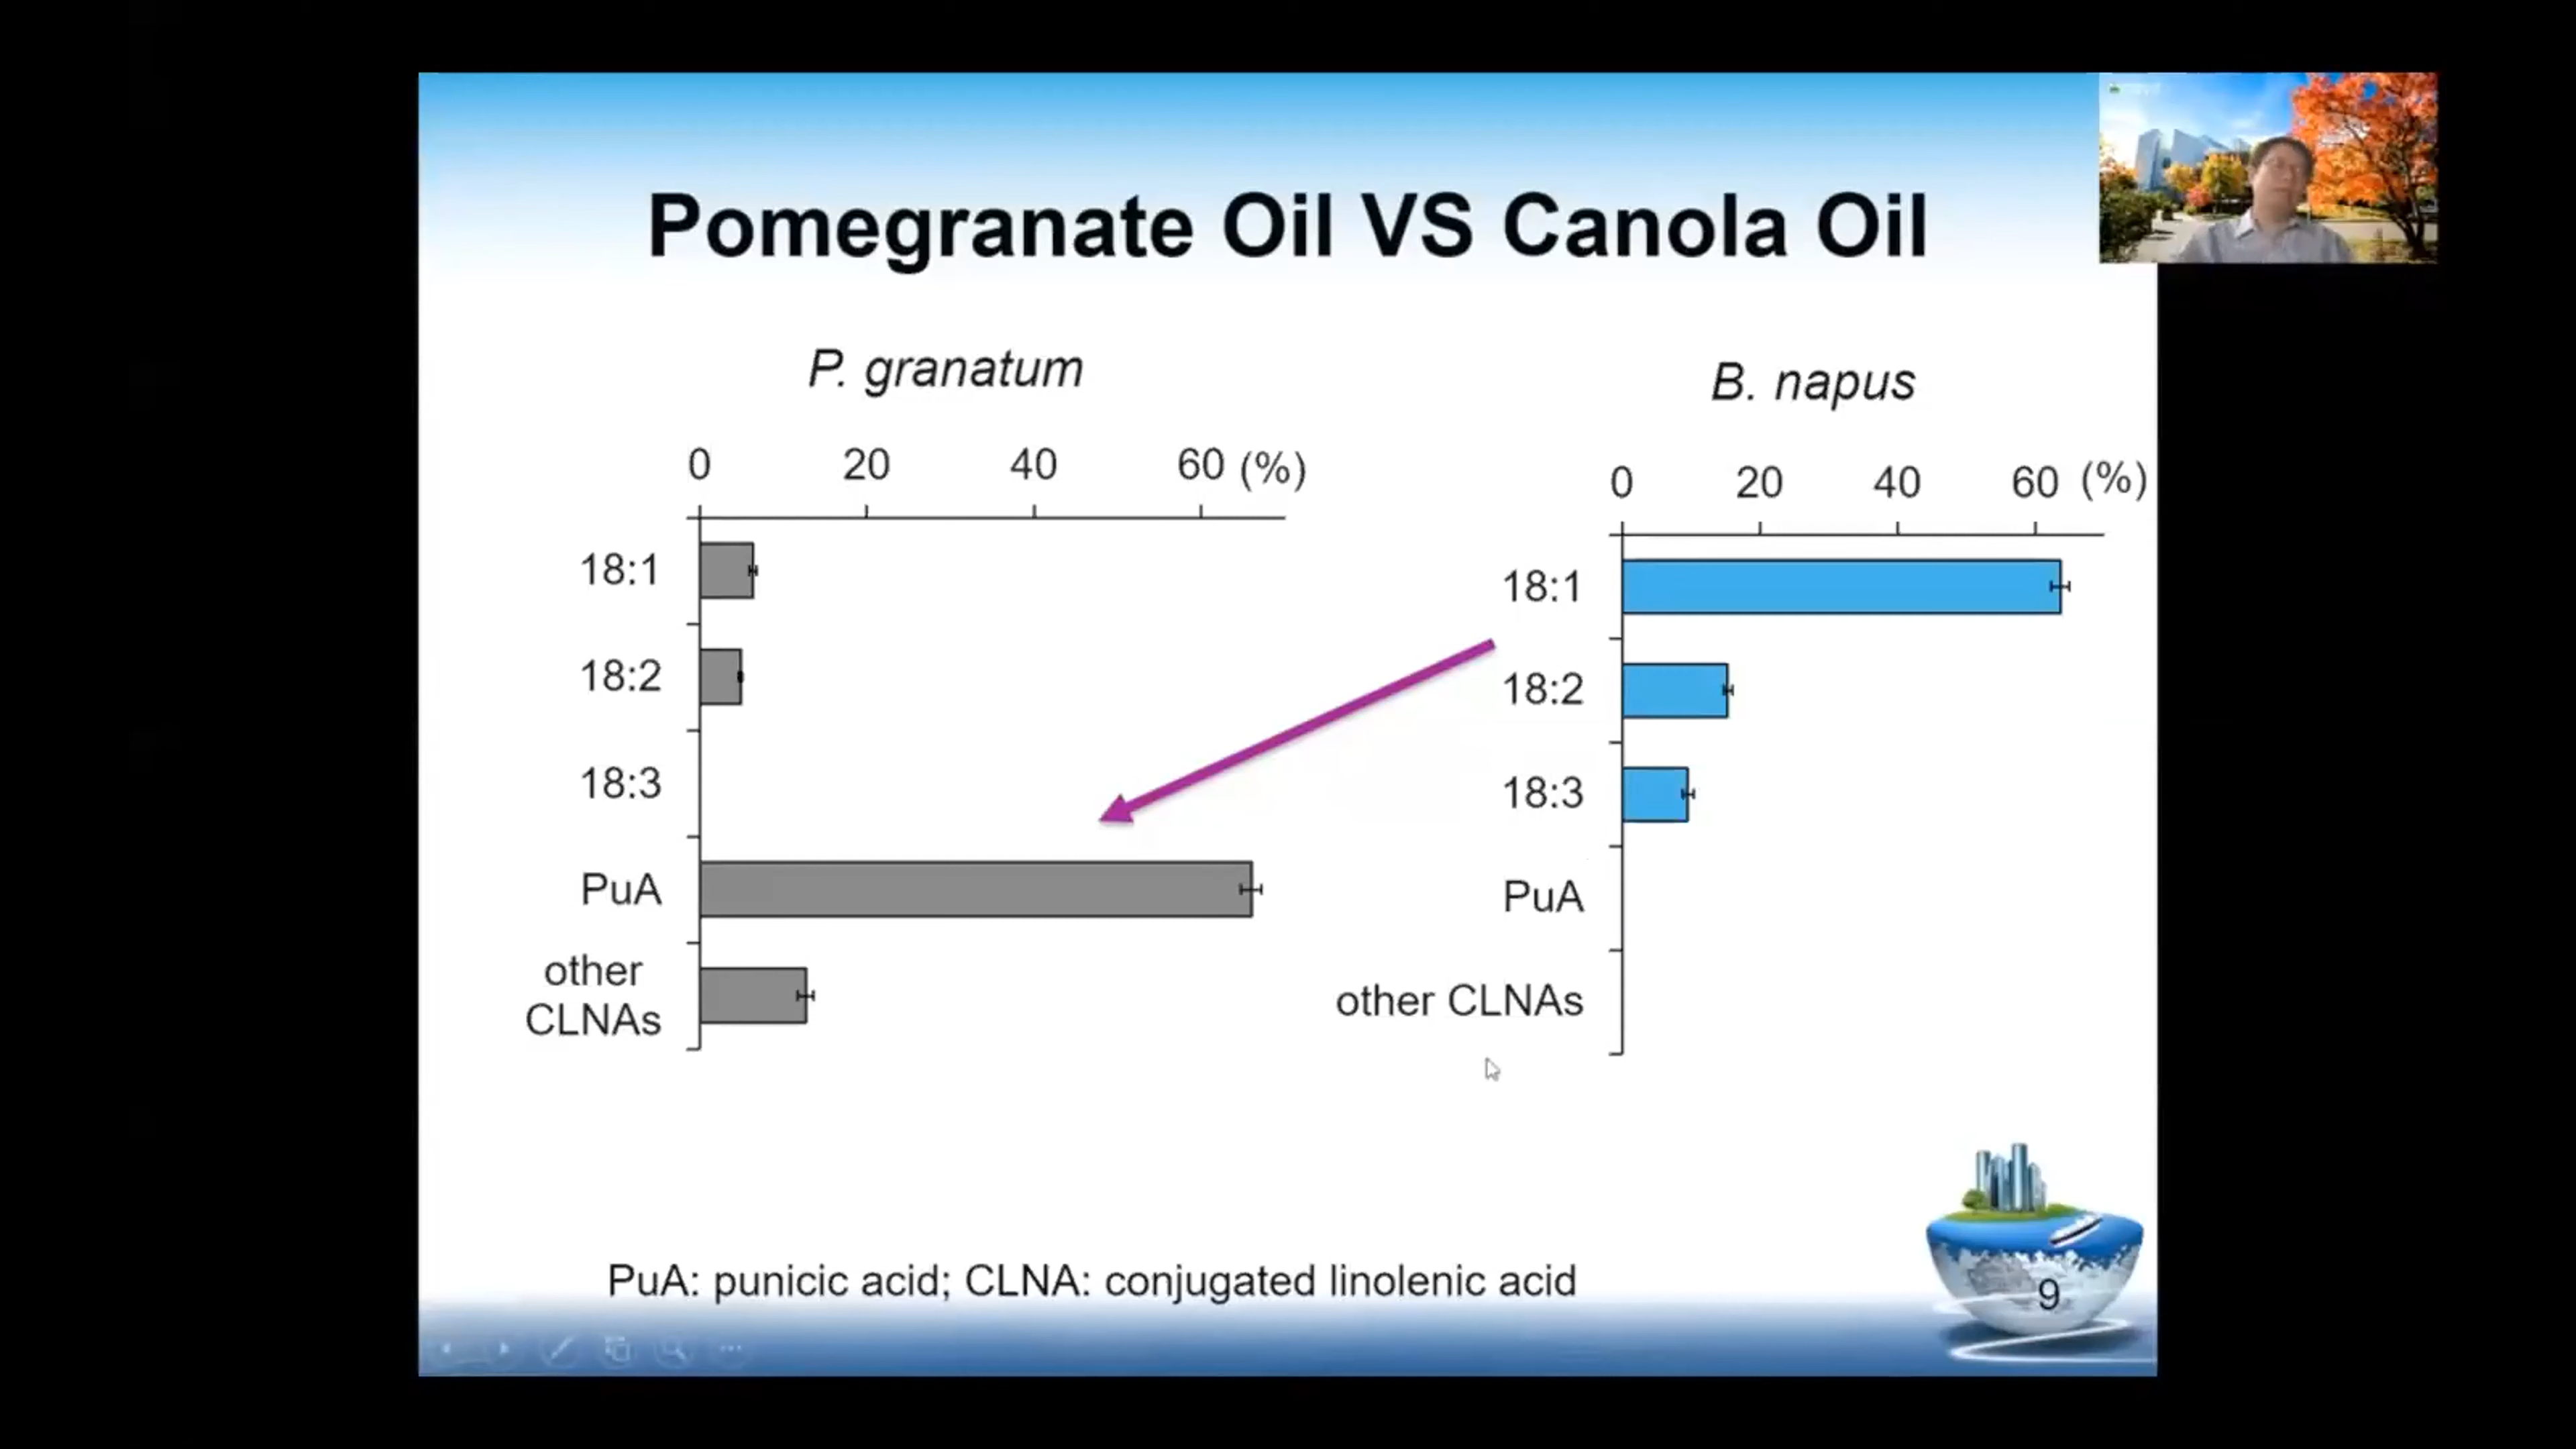 Pomegranate Oil VS Canola Oil
P. granatum
0 20 40 60 (%)
18:1
18:2
18:3
PuA
other
CLNAs
B. napus
0 20 40 60 (%)
18:1
18:2
18:3
PuA
other CLNAs
PuA: punicic acid; CLNA: conjugated linolenic acid
9